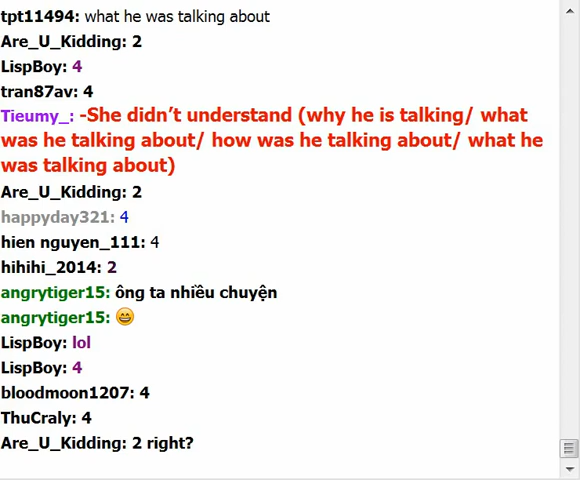 tpt11494: what he was talking about
Are_U_Kidding: 2
LispBoy: 4
tran87av: 4
Tieumy_: -She didn’t understand (why he is talking/ what
was he talking about/ how was he talking about/ what he
was talking about)
Are_U_Kidding: 2
happyday321: 4
hien nguyen_111: 4
hihihi_2014: 2
angrytiger15: ông ta nhiều chuyện
angrytiger15: 😄
LispBoy: lol
LispBoy: 4
bloodmoon1207: 4
ThuCraly: 4
Are_U_Kidding: 2 right?